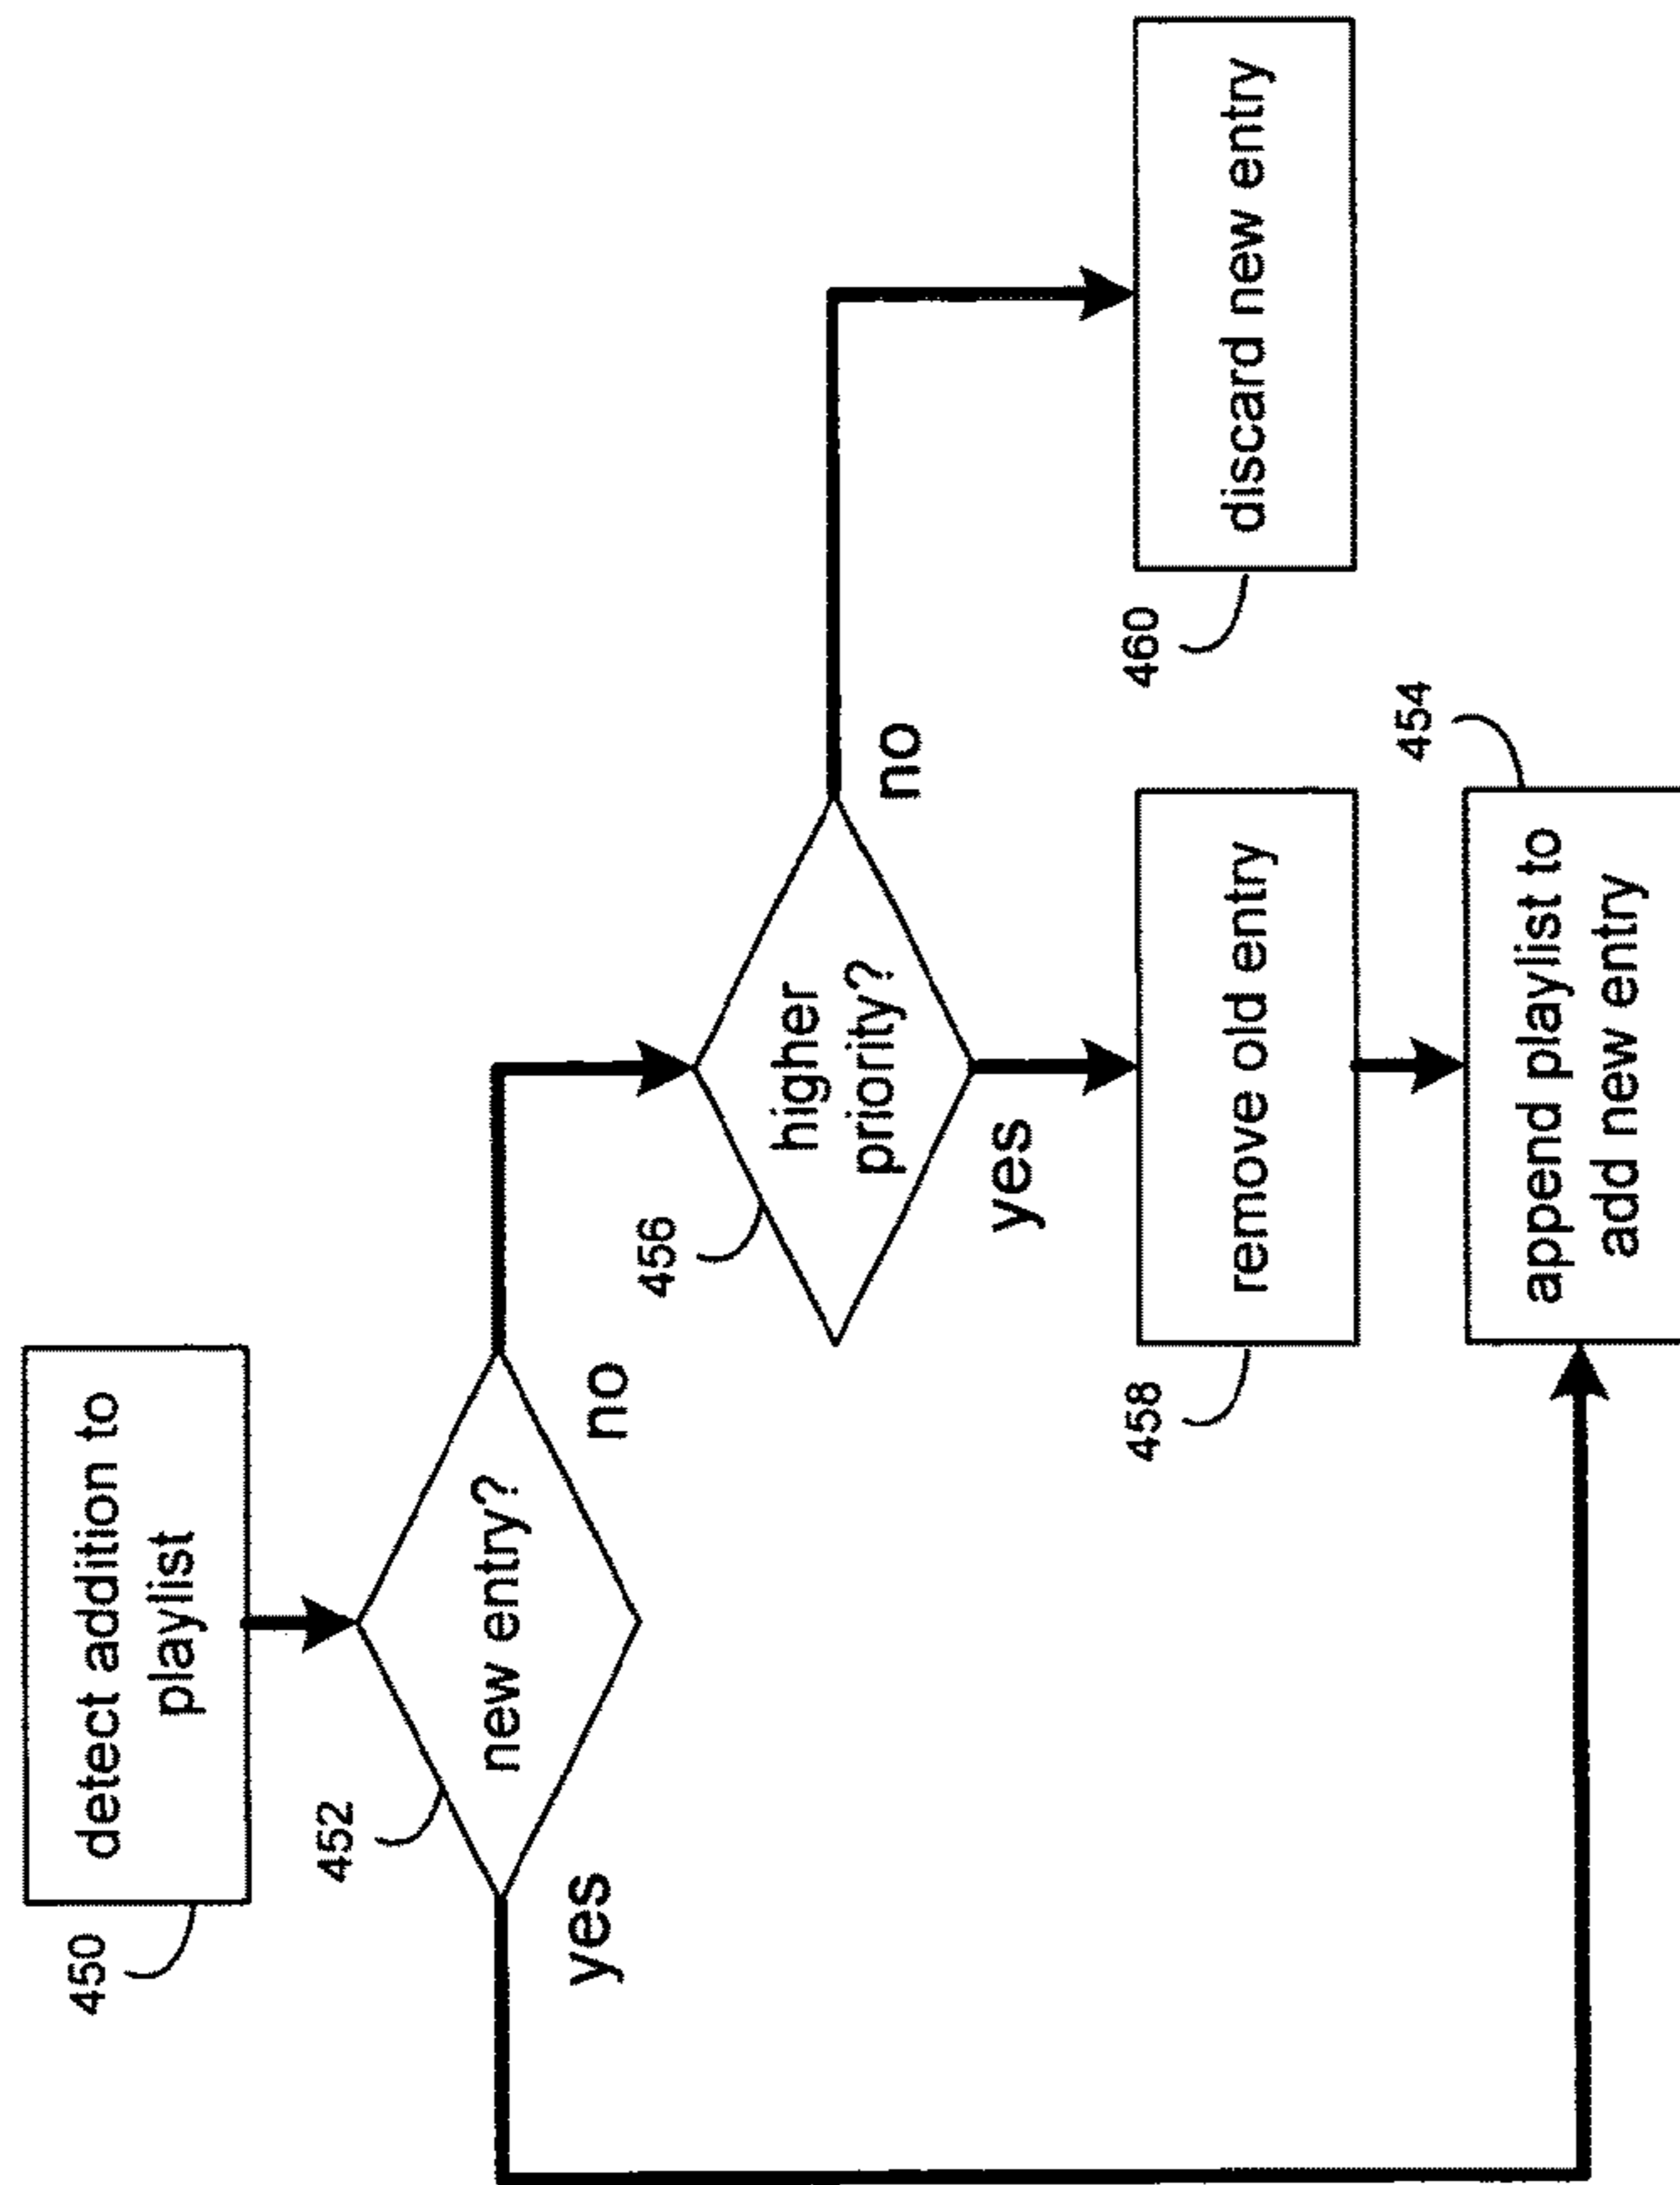 450
detect addition to
playlist
452
new entry?
yes
no
456
higher
priority?
no
yes
458
remove old entry
460
discard new entry
454
append playlist to
add new entry